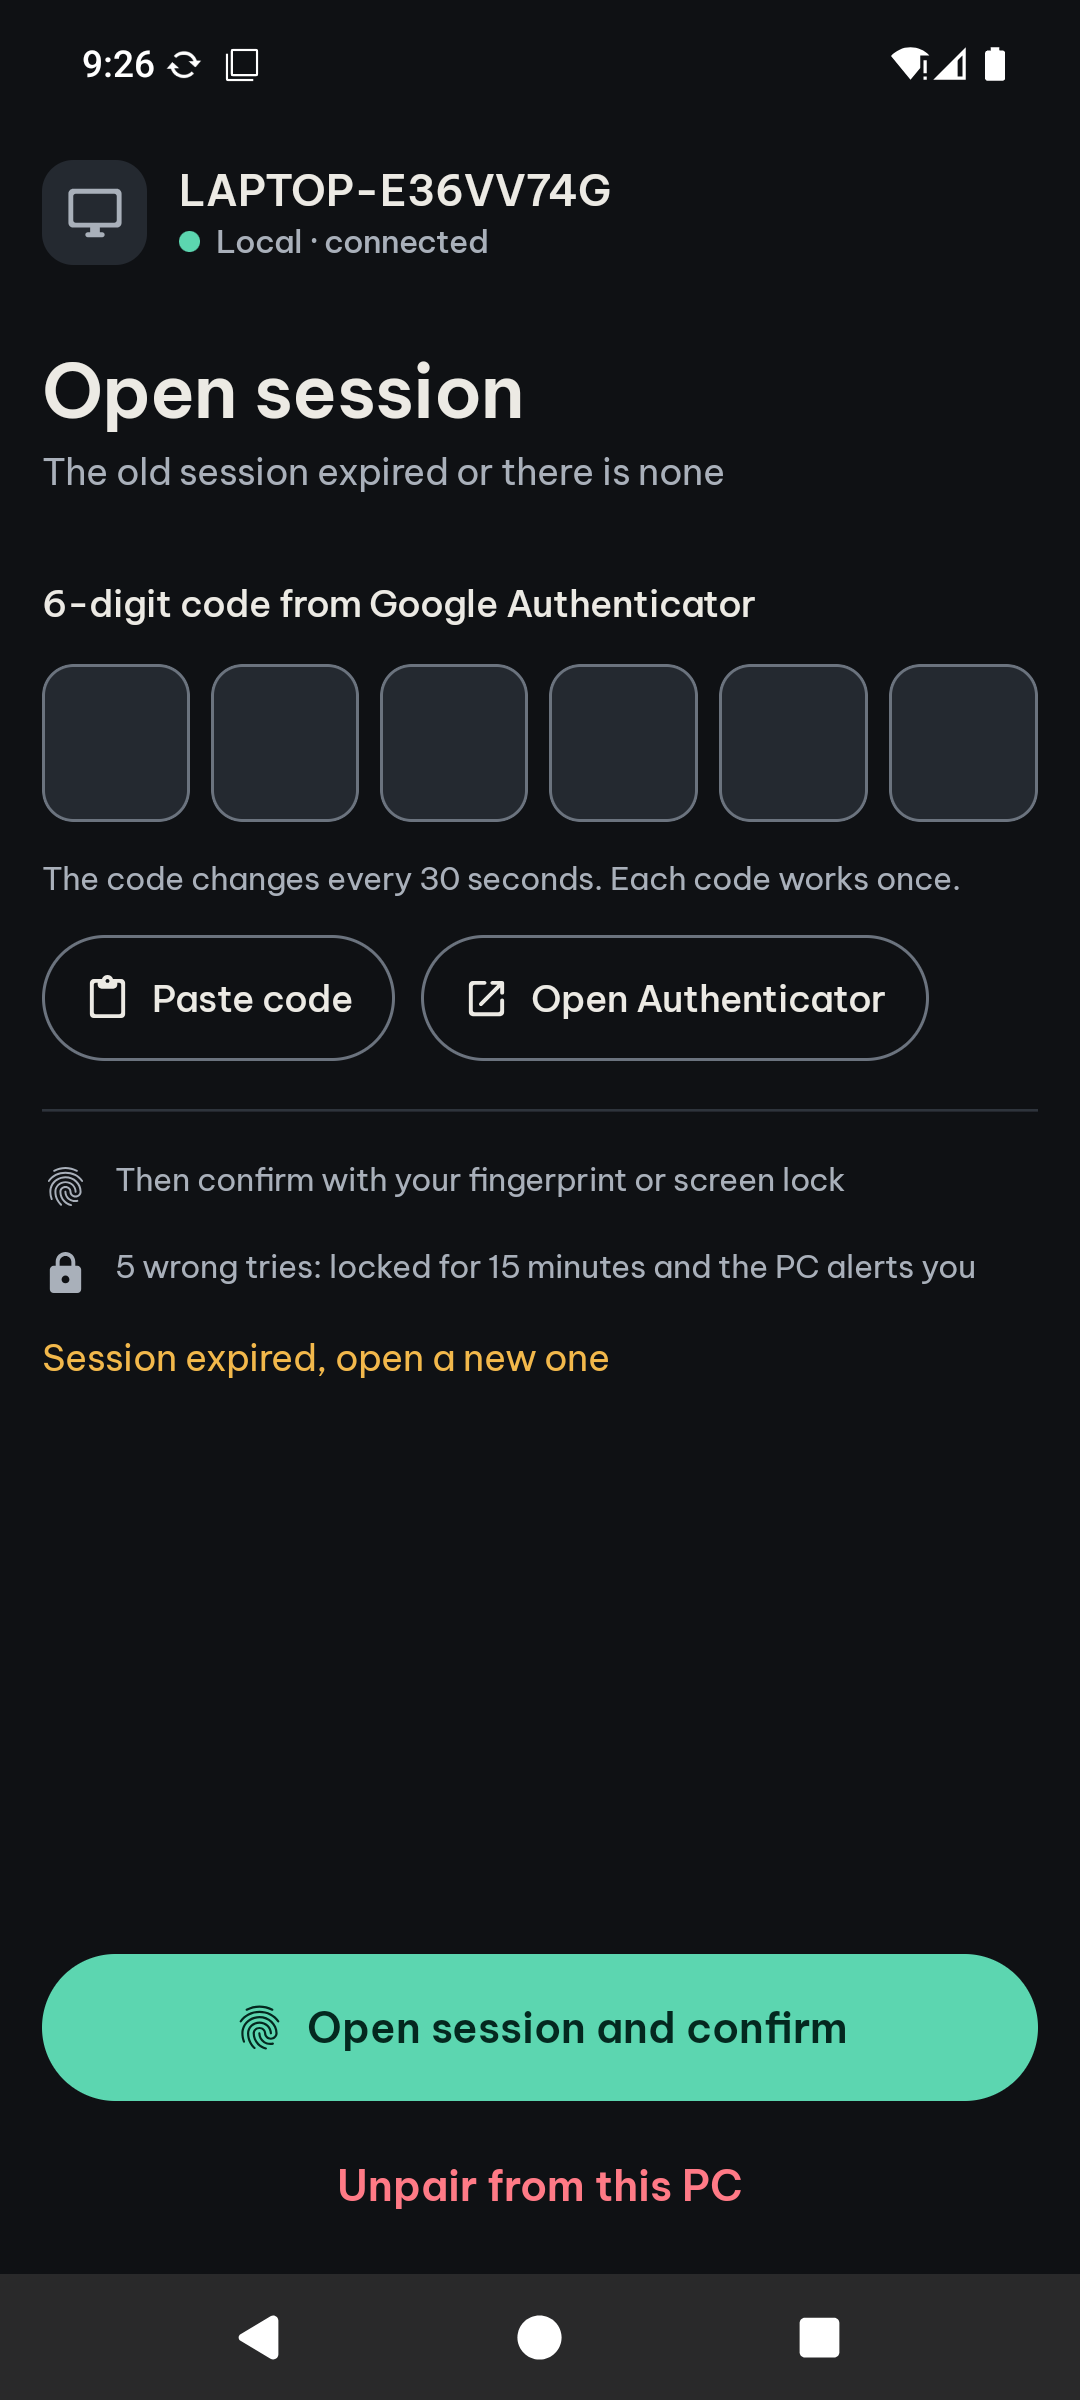 9:26
LAPTOP-E36VV74G
Local · connected
Open session
The old session expired or there is none
6-digit code from Google Authenticator
The code changes every 30 seconds. Each code works once.
Paste code
Open Authenticator
Then confirm with your fingerprint or screen lock
5 wrong tries: locked for 15 minutes and the PC alerts you
Session expired, open a new one
Open session and confirm
Unpair from this PC